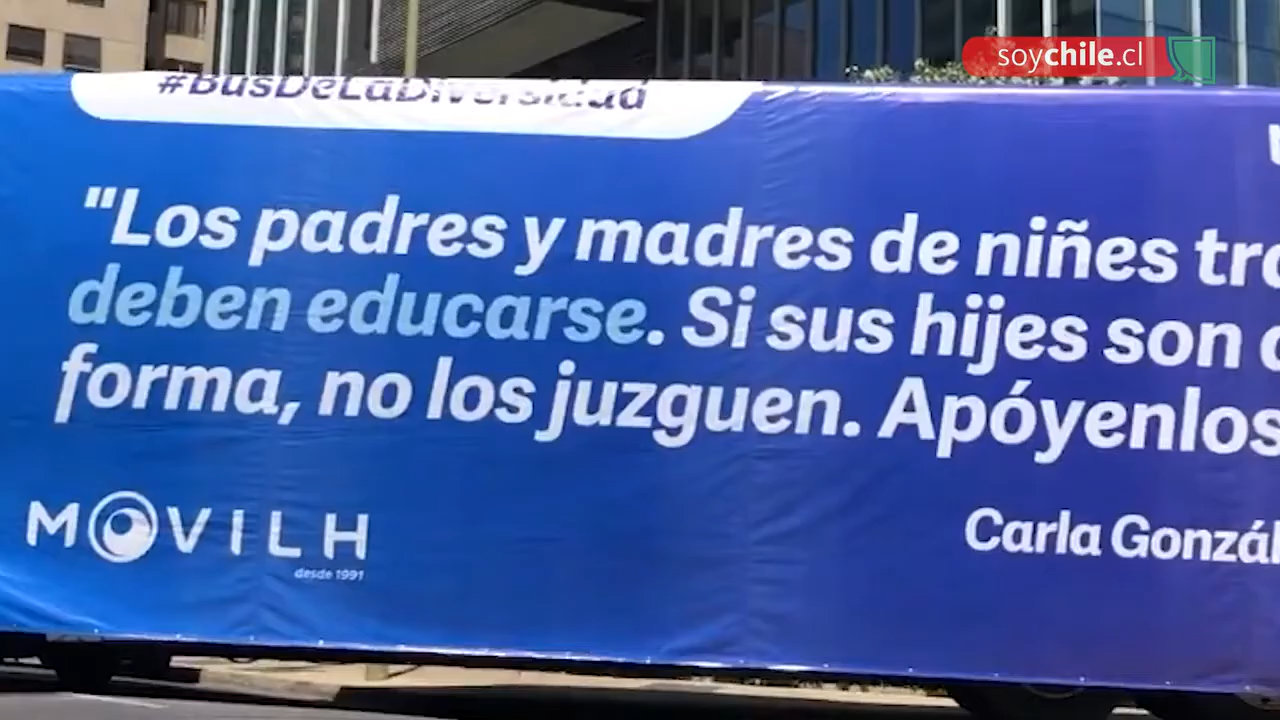 soychile.cl
#BusDeLaDiversidad
"Los padres y madres de niñes
deben educarse. Si sus hijes son
forma, no los juzguen. Apóyenlos
MOVILH
desde 1991
Carla